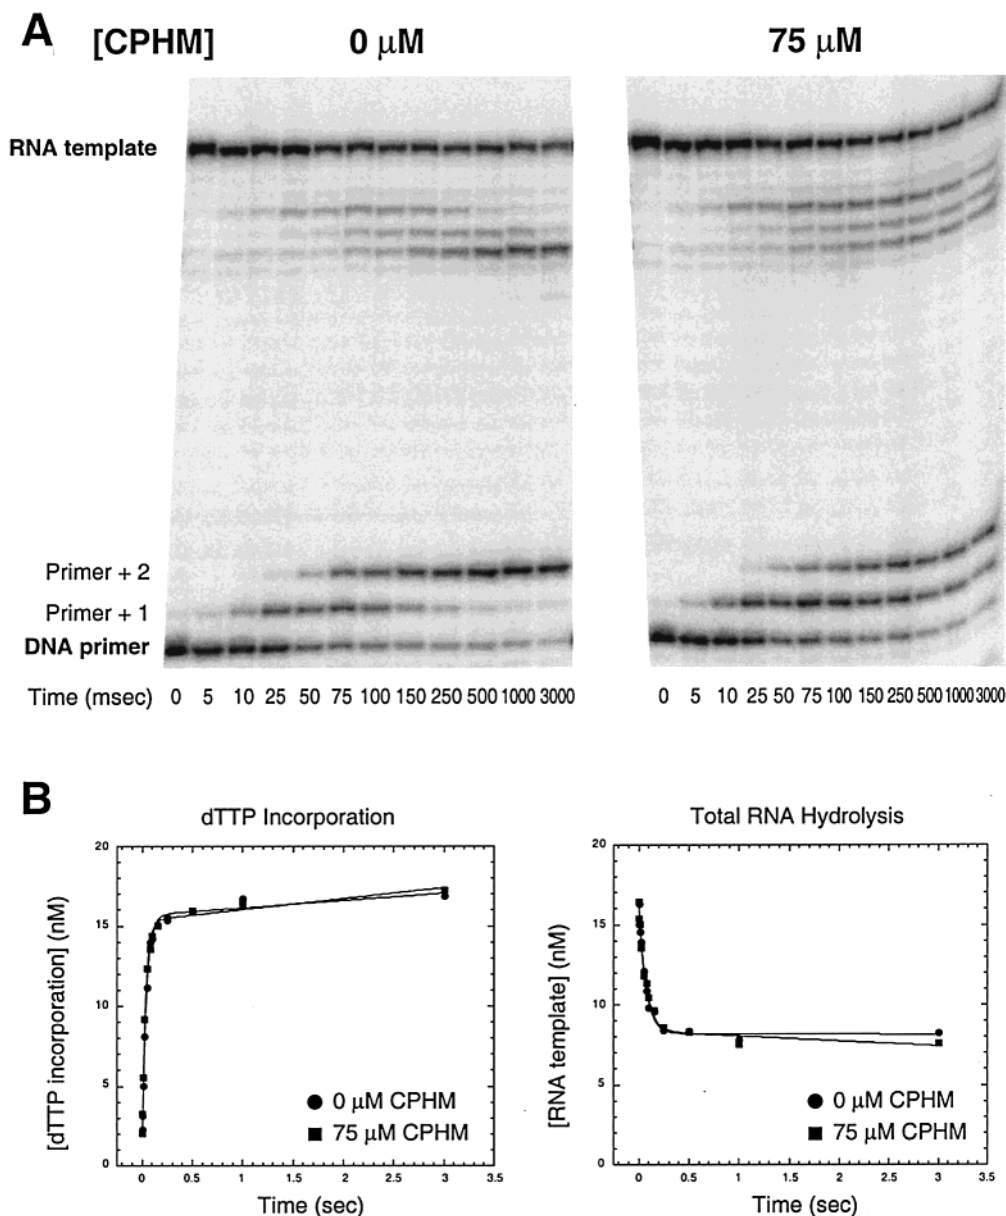 A
[CPHM] 0 μM 75 μM
RNA template
Primer + 2
Primer + 1
DNA primer
Time (msec) 0 5 10 25 50 75 100 150 250 500 1000 3000
0 5 10 25 50 75 100 150 250 500 1000 3000
B
dTTP Incorporation
[dTTP incorporation] (nM)
20
15
10
5
0
0 0.5 1 1.5 2 2.5 3 3.5
Time (sec)
0 μM CPHM
75 μM CPHM
Total RNA Hydrolysis
[RNA template] (nM)
20
15
10
5
0
0 0.5 1 1.5 2 2.5 3 3.5
Time (sec)
0 μM CPHM
75 μM CPHM